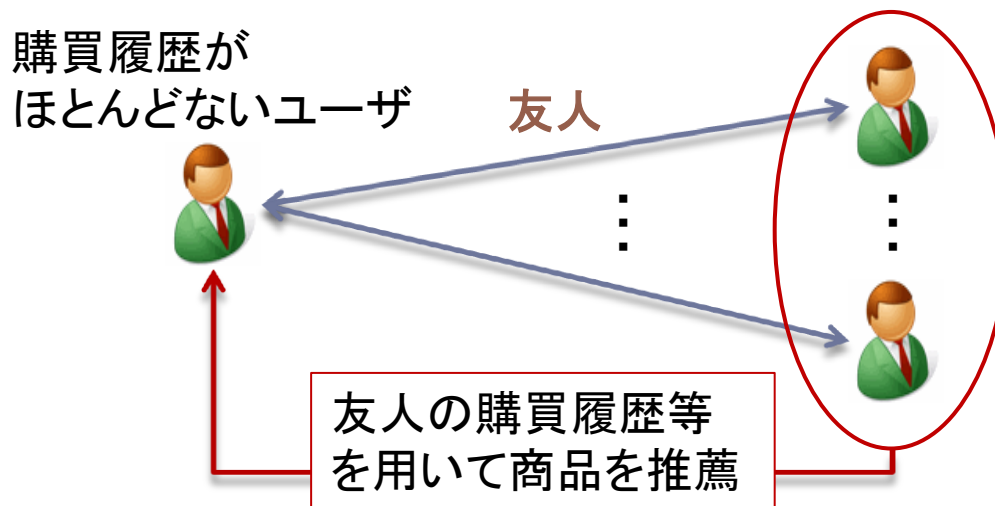 購買履歴が
ほとんどないユーザ
友人
友人の購買履歴等
を用いて商品を推薦